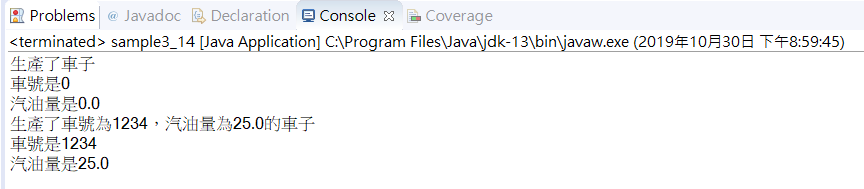 Problems @ Javadoc Declaration Console Coverage
<terminated> sample3_14 [Java Application] C:\Program Files\Java\jdk-13\bin\javaw.exe (2019年10月30日 下午8:59:45)
生產了車子
車號是0
汽油量是0.0
生產了車號為1234，汽油量為25.0的車子
車號是1234
汽油量是25.0